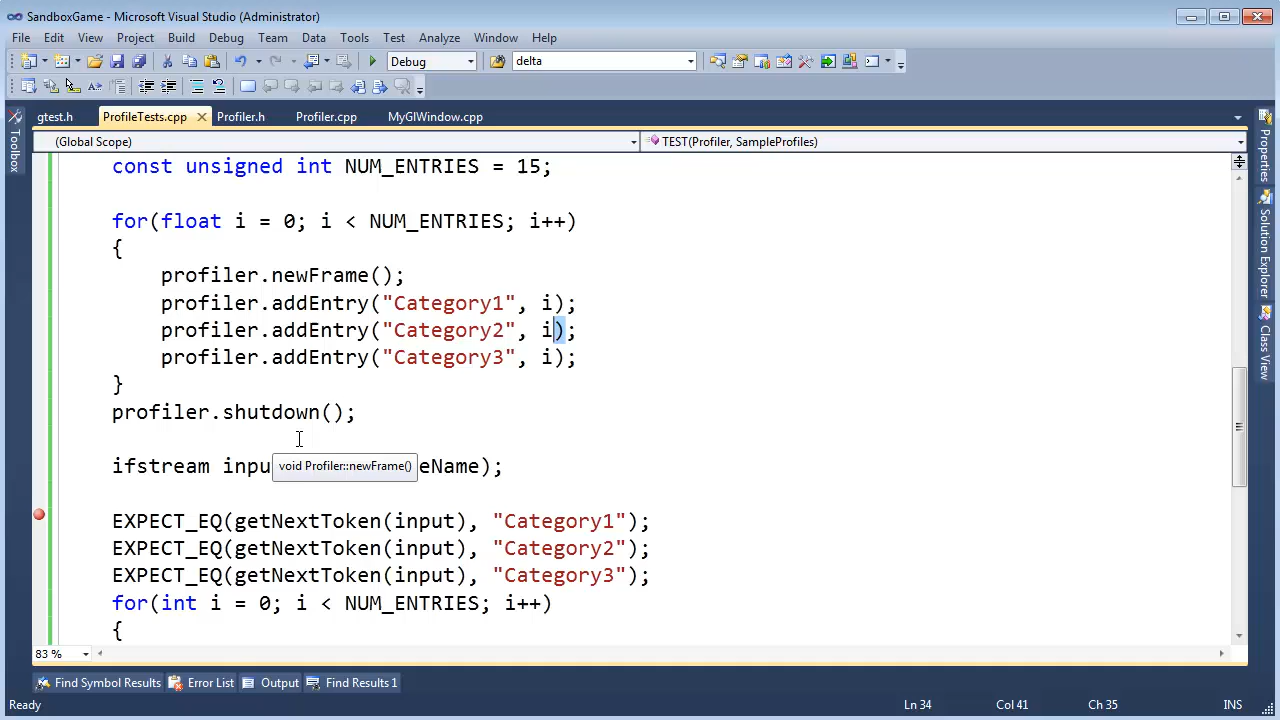 SandboxGame - Microsoft Visual Studio (Administrator)
File Edit View Project Build Debug Team Data Tools Test Analyze Window Help
Debug delta
gtest.h ProfileTests.cpp Profiler.h Profiler.cpp MyGlWindow.cpp
(Global Scope) TEST(Profiler, SampleProfiles)
const unsigned int NUM_ENTRIES = 15;
for(float i = 0; i < NUM_ENTRIES; i++)
{
profiler.newFrame();
profiler.addEntry("Category1", i);
profiler.addEntry("Category2", i);
profiler.addEntry("Category3", i);
}
profiler.shutdown();
ifstream inpu void Profiler::newFrame() eName);
EXPECT_EQ(getNextToken(input), "Category1");
EXPECT_EQ(getNextToken(input), "Category2");
EXPECT_EQ(getNextToken(input), "Category3");
for(int i = 0; i < NUM_ENTRIES; i++)
{
83 %
Find Symbol Results Error List Output Find Results 1
Ready Ln 34 Col 41 Ch 35 INS
Toolbox
Properties
Solution Explorer
Class View